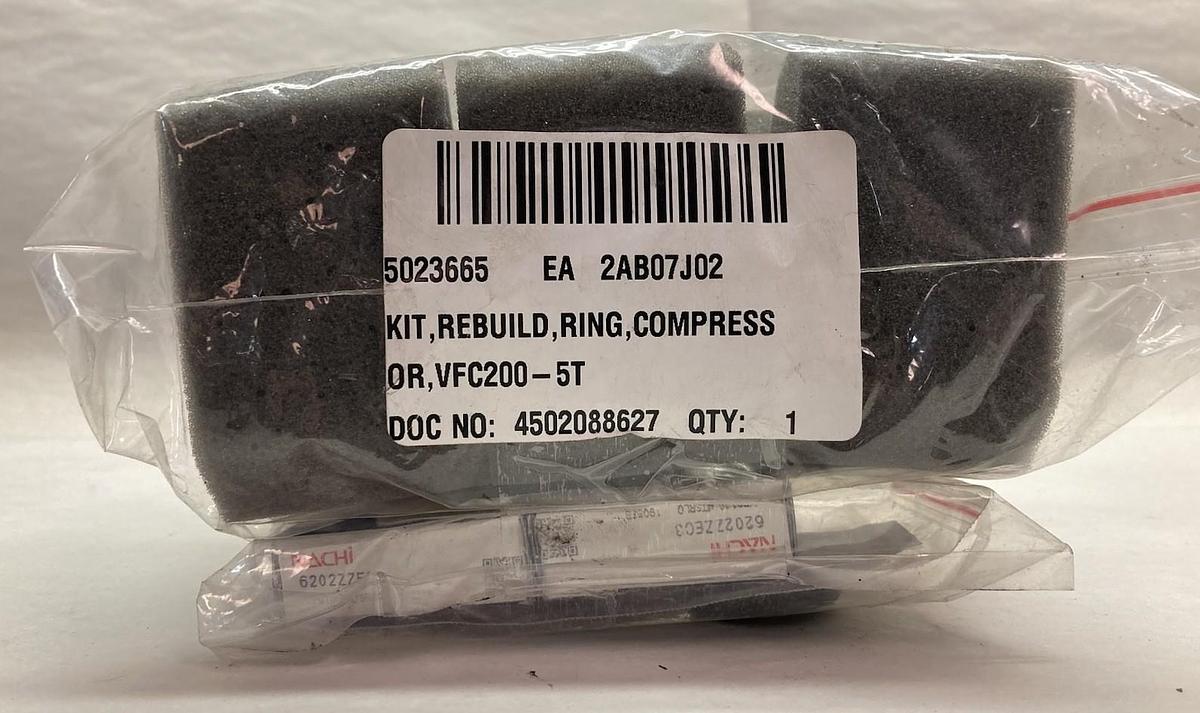 5023665 EA 2AB07J02
KIT,REBUILD,RING,COMPRESS
OR,VFC200-5T
DOC NO: 4502088627 QTY: 1
NACHi
6202ZZE
NACHI
6202ZZEC3